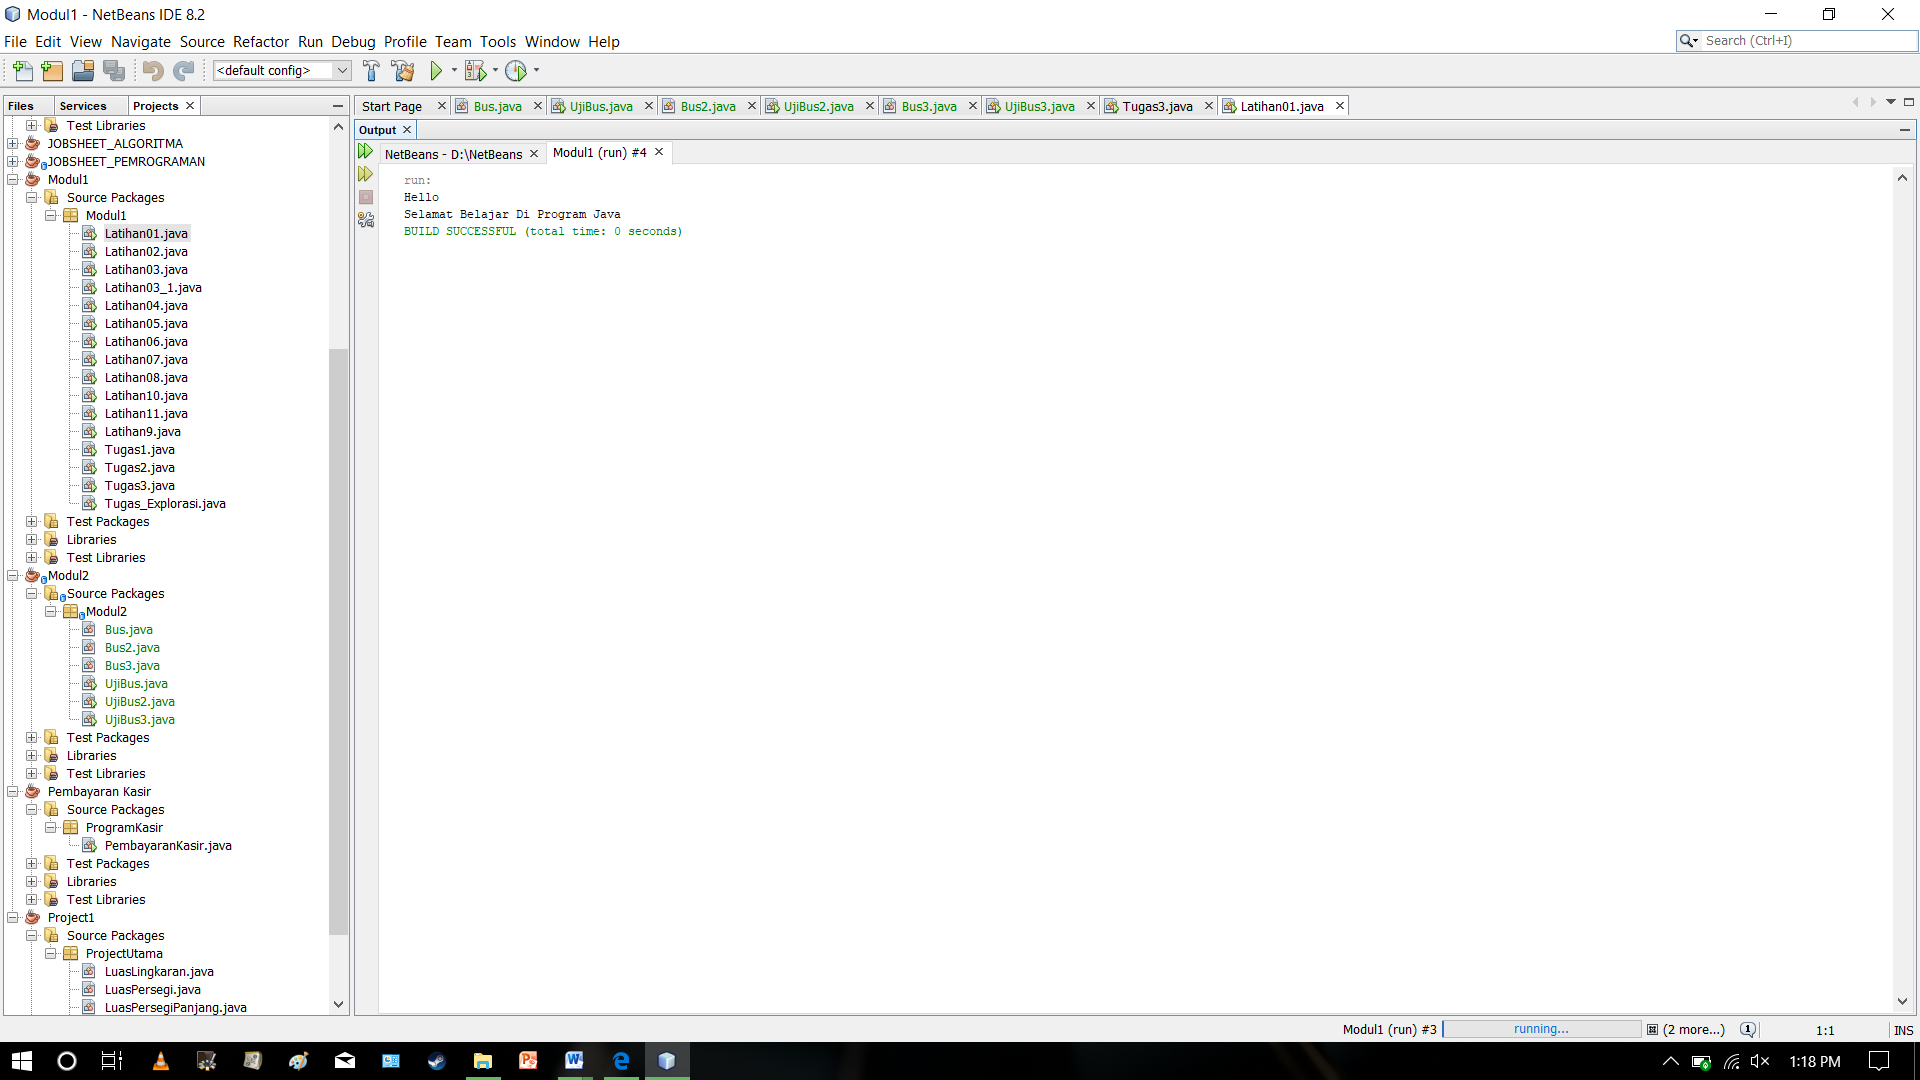 Modul1 - NetBeans IDE 8.2
File Edit View Navigate Source Refactor Run Debug Profile Team Tools Window Help
Search (Ctrl+I)
<default config>
Files Services Projects
Start Page Bus.java UjiBus.java Bus2.java UjiBus2.java Bus3.java UjiBus3.java Tugas3.java Latihan01.java
Test Libraries
JOBSHEET_ALGORITMA
JOBSHEET_PEMROGRAMAN
Modul1
Source Packages
Modul1
Latihan01.java
Latihan02.java
Latihan03.java
Latihan03_1.java
Latihan04.java
Latihan05.java
Latihan06.java
Latihan07.java
Latihan08.java
Latihan10.java
Latihan11.java
Latihan9.java
Tugas1.java
Tugas2.java
Tugas3.java
Tugas_Explorasi.java
Test Packages
Libraries
Test Libraries
Modul2
Source Packages
Modul2
Bus.java
Bus2.java
Bus3.java
UjiBus.java
UjiBus2.java
UjiBus3.java
Test Packages
Libraries
Test Libraries
Pembayaran Kasir
Source Packages
ProgramKasir
PembayaranKasir.java
Test Packages
Libraries
Test Libraries
Project1
Source Packages
ProjectUtama
LuasLingkaran.java
LuasPersegi.java
LuasPersegiPanjang.java
Output
NetBeans - D:\NetBeans Modul1 (run) #4
run:
Hello
Selamat Belajar Di Program Java
BUILD SUCCESSFUL (total time: 0 seconds)
Modul1 (run) #3 running... (2 more...) 1 1:1 INS
1:18 PM